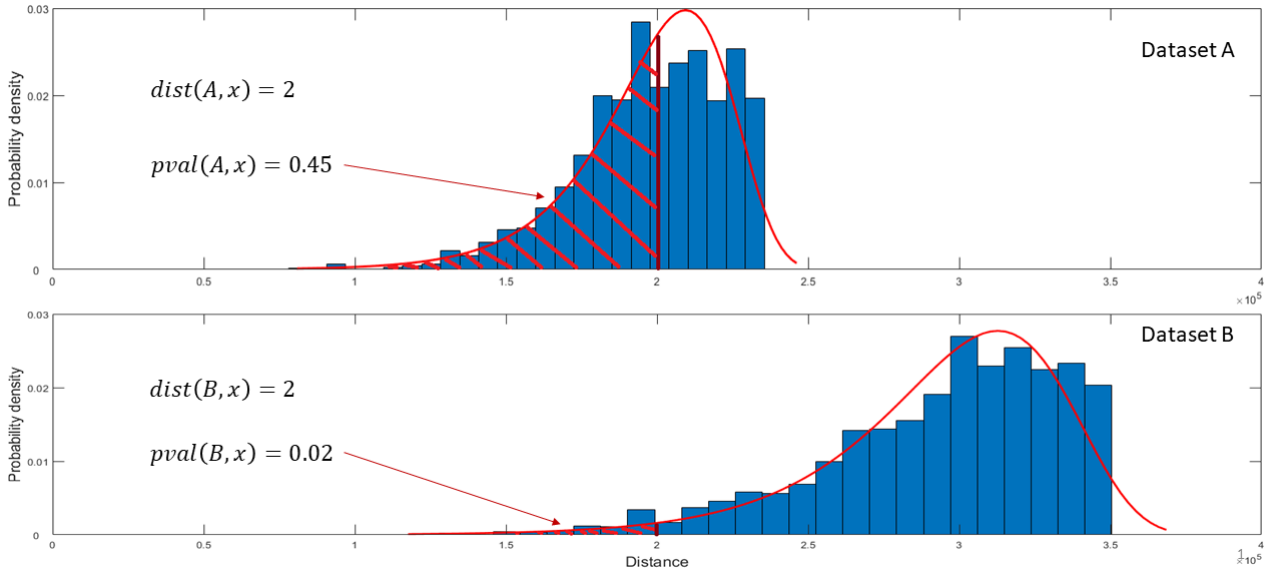 Dataset A
dist(A, x) = 2
pval(A, x) = 0.45
Probability density
0.03
0.02
0.01
0
0 0.5 1 1.5 2 2.5 3 3.5 4
×10⁵
Dataset B
dist(B, x) = 2
pval(B, x) = 0.02
Probability density
0.03
0.02
0.01
0
0 0.5 1 1.5 2 2.5 3 3.5 4
Distance
×10⁵
1